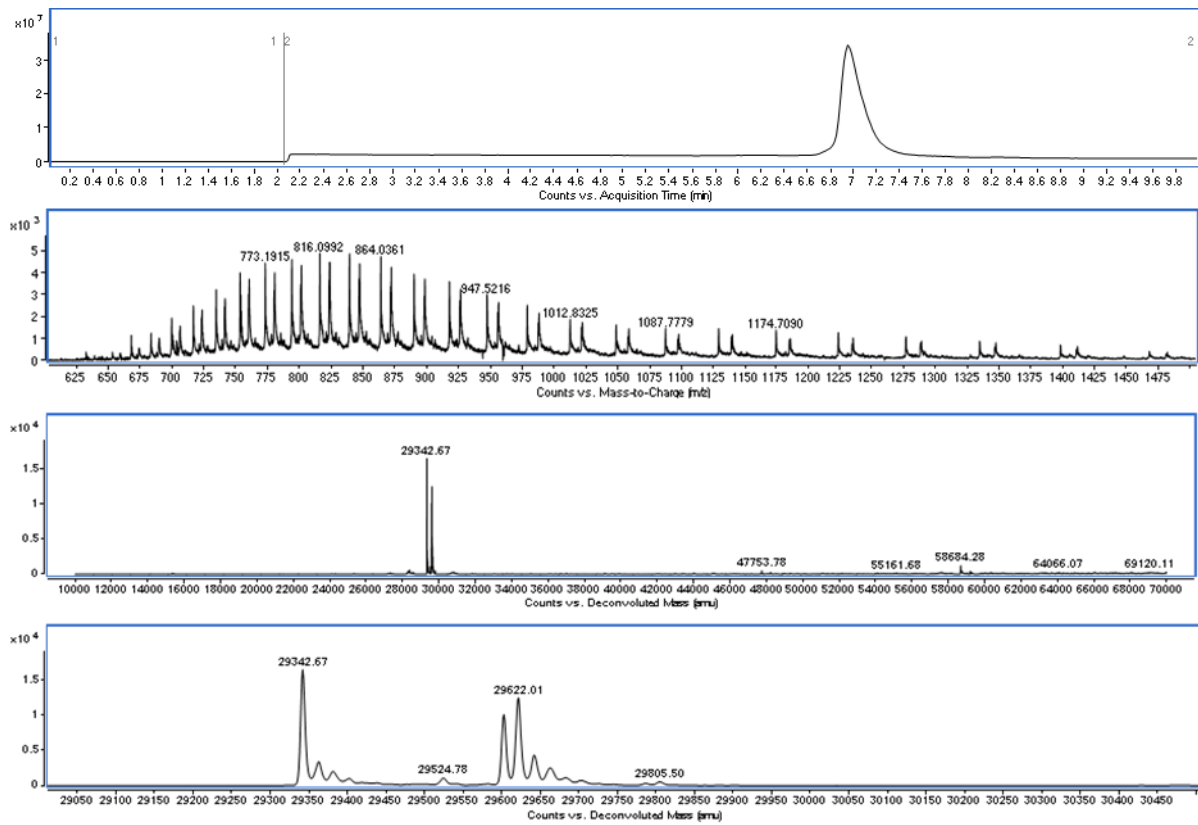 x10 7
1 1 2 2
3
2
1
0
0.2 0.4 0.6 0.8 1 1.2 1.4 1.6 1.8 2 2.2 2.4 2.6 2.8 3 3.2 3.4 3.6 3.8 4 4.2 4.4 4.6 4.8 5 5.2 5.4 5.6 5.8 6 6.2 6.4 6.6 6.8 7 7.2 7.4 7.6 7.8 8 8.2 8.4 8.6 8.8 9 9.2 9.4 9.6 9.8
Counts vs. Acquisition Time (min)
x10 3
5
4
3
2
1
0
773.1915 816.0992 864.0361 947.5216 1012.8325 1087.7779 1174.7090
625 650 675 700 725 750 775 800 825 850 875 900 925 950 975 1000 1025 1050 1075 1100 1125 1150 1175 1200 1225 1250 1275 1300 1325 1350 1375 1400 1425 1450 1475
Counts vs. Mass-to-Charge (m/z)
x10 4
1.5
1
0.5
0
29342.67 47753.78 55161.68 58684.28 64066.07 69120.11
10000 12000 14000 16000 18000 20000 22000 24000 26000 28000 30000 32000 34000 36000 38000 40000 42000 44000 46000 48000 50000 52000 54000 56000 58000 60000 62000 64000 66000 68000 70000
Counts vs. Deconvoluted Mass (amu)
x10 4
1.5
1
0.5
0
29342.67 29524.78 29622.01 29805.50
29050 29100 29150 29200 29250 29300 29350 29400 29450 29500 29550 29600 29650 29700 29750 29800 29850 29900 29950 30000 30050 30100 30150 30200 30250 30300 30350 30400 30450
Counts vs. Deconvoluted Mass (amu)